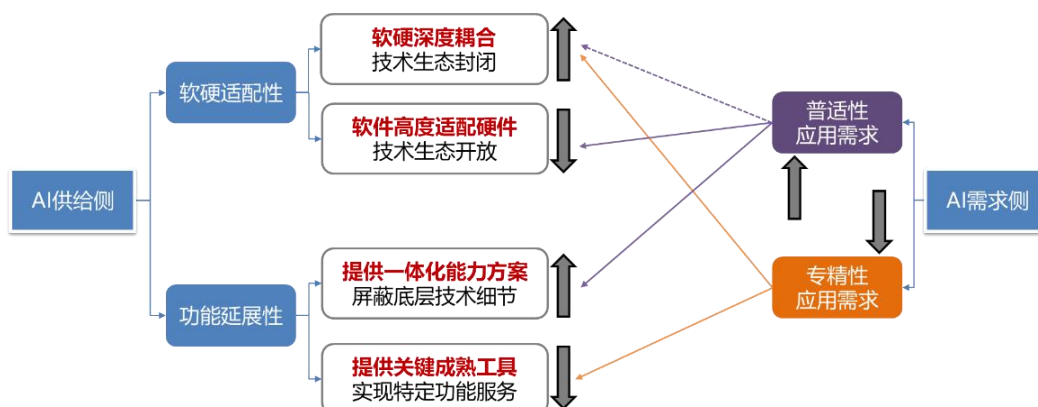 软硬深度耦合
技术生态封闭
软硬适配性
软件高度适配硬件
技术生态开放
普适性
应用需求
AI供给侧
AI需求侧
提供一体化能力方案
屏蔽底层技术细节
专精性
应用需求
功能延展性
提供关键成熟工具
实现特定功能服务